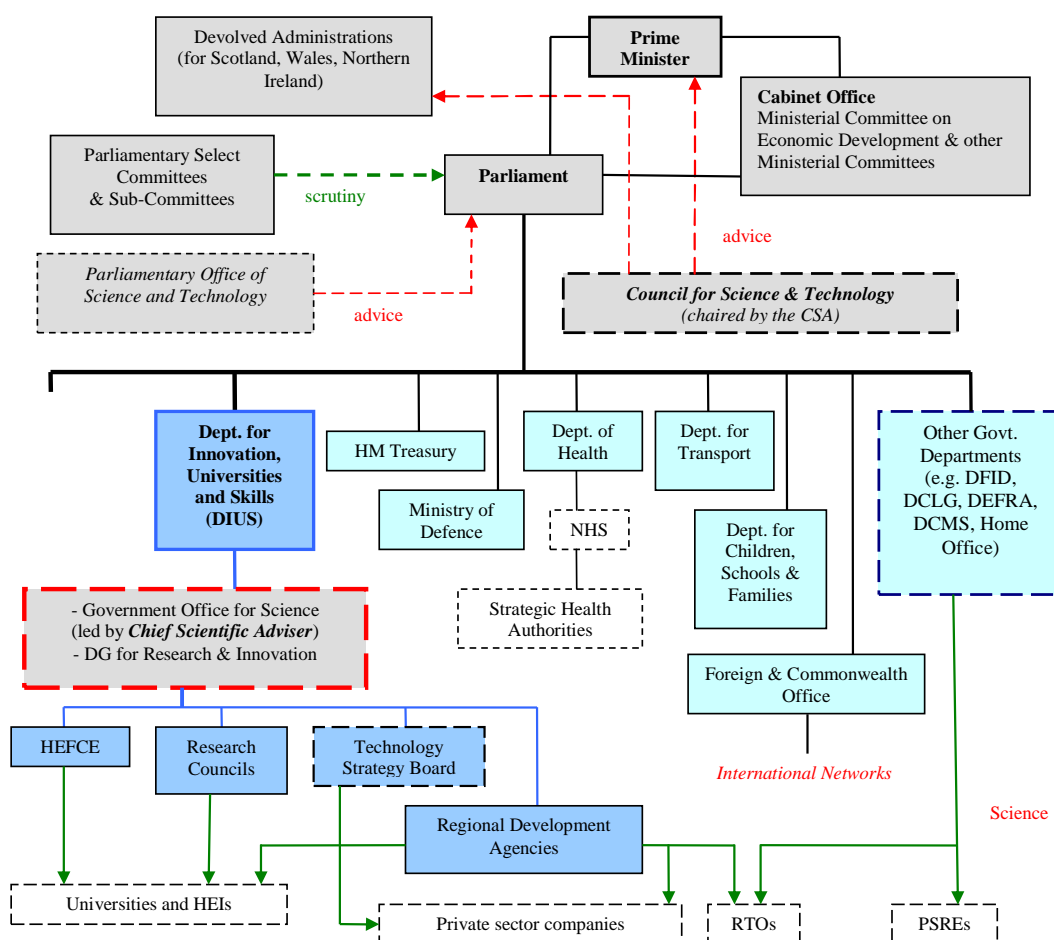 Devolved Administrations
(for Scotland, Wales, Northern
Ireland)
Prime
Minister
Cabinet Office
Ministerial Committee on
Economic Development & other
Ministerial Committees
Parliamentary Select
Committees
& Sub-Committees
scrutiny
Parliament
advice
Parliamentary Office of
Science and Technology
advice
Council for Science & Technology
(chaired by the CSA)
Dept. for
Innovation,
Universities
and Skills
(DIUS)
HM Treasury
Ministry of
Defence
Dept. of
Health
NHS
Strategic Health
Authorities
Dept. for
Transport
Dept. for
Children,
Schools &
Families
Other Govt.
Departments
(e.g. DFID,
DCLG, DEFRA,
DCMS, Home
Office)
- Government Office for Science
(led by Chief Scientific Adviser)
- DG for Research & Innovation
Foreign & Commonwealth
Office
International Networks
HEFCE
Research
Councils
Technology
Strategy Board
Regional Development
Agencies
Science
Universities and HEIs
Private sector companies
RTOs
PSREs